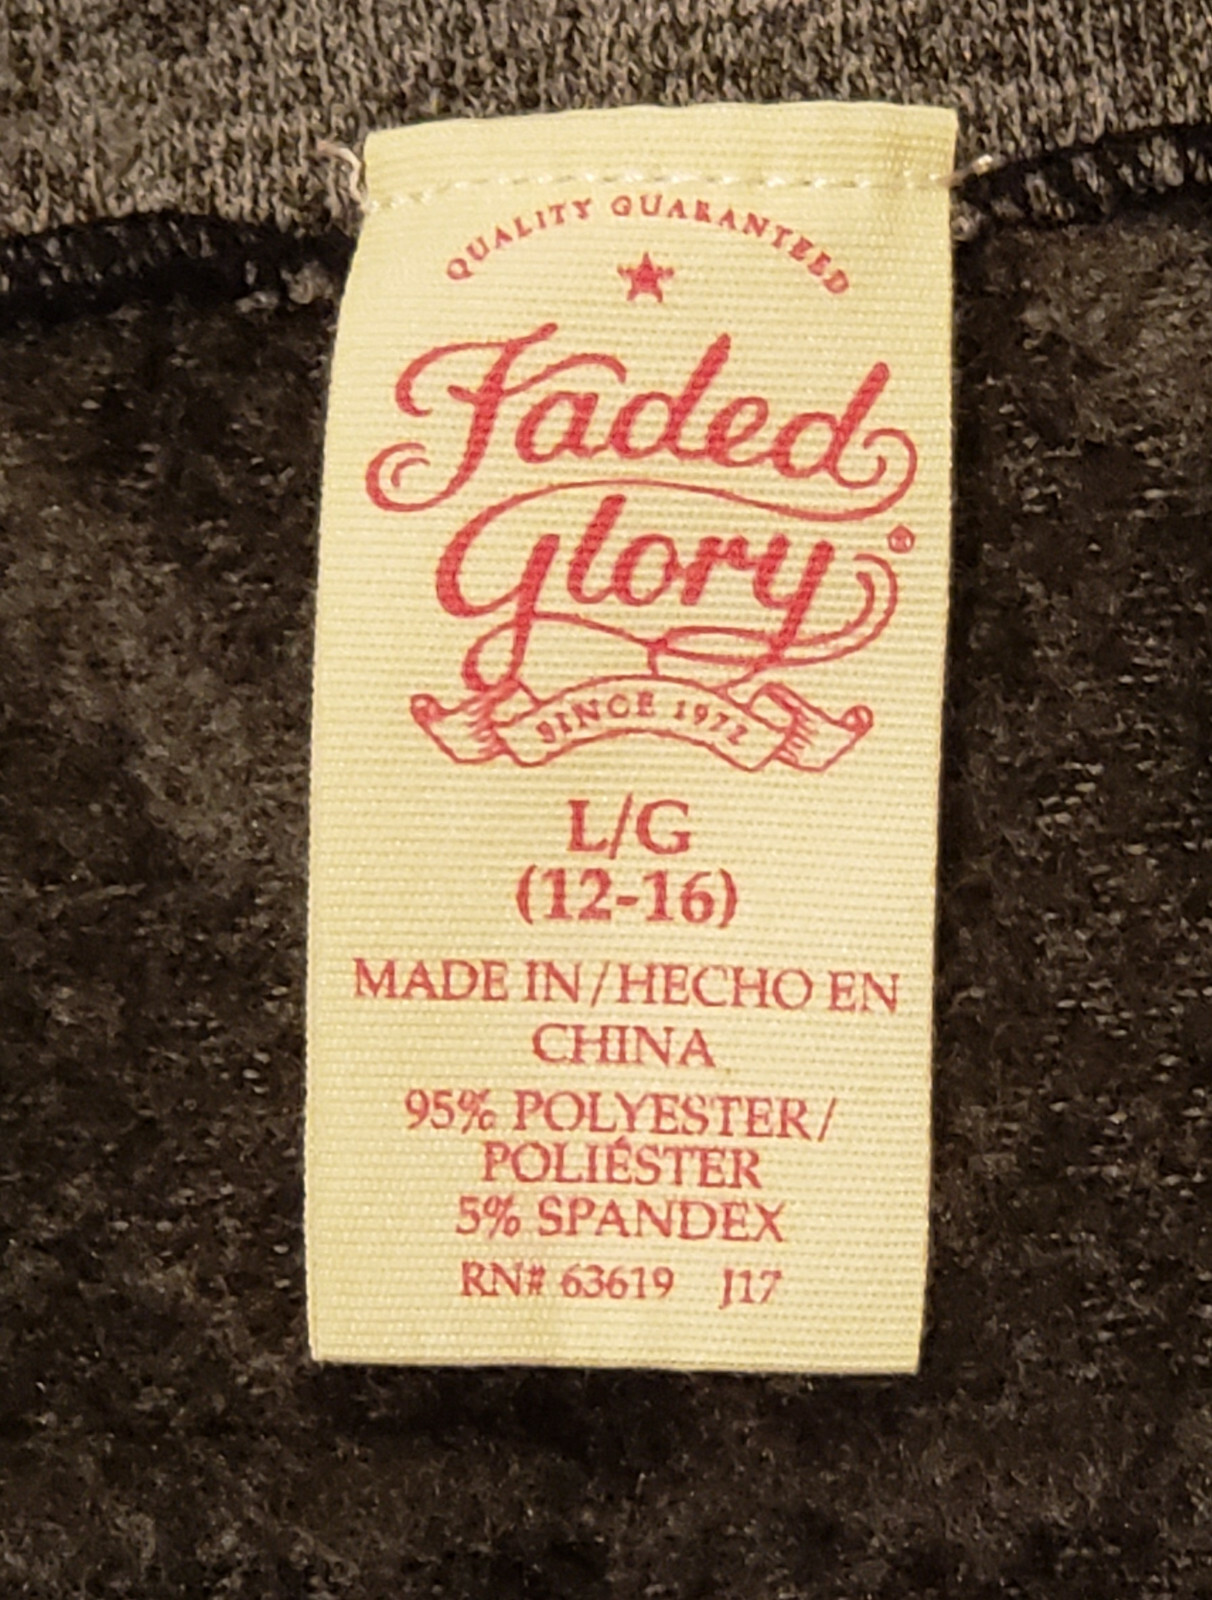 QUALITY GUARANTEED
Faded
Glory®
SINCE 1972
L/G
(12-16)
MADE IN/HECHO EN
CHINA
95% POLYESTER/
POLIÉSTER
5% SPANDEX
RN# 63619 J17